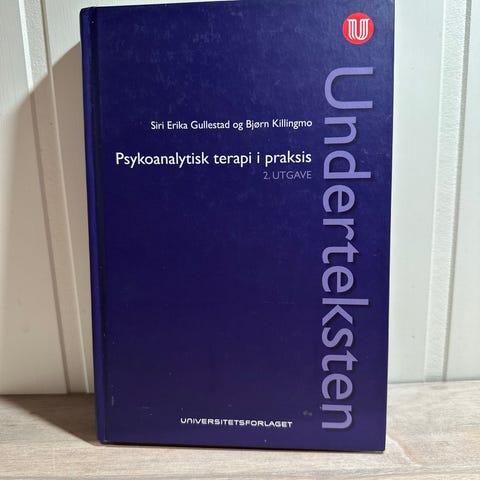 Siri Erika Gullestad og Bjørn Killingmo
Psykoanalytisk terapi i praksis
2. UTGAVE
Underteksten
UNIVERSITETSFORLAGET